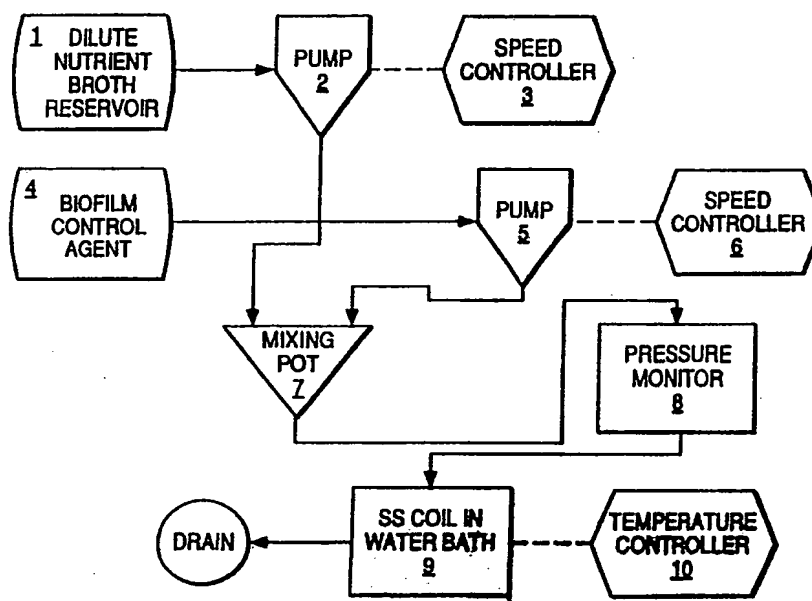 1 DILUTE
NUTRIENT
BROTH
RESERVOIR
PUMP
2
SPEED
CONTROLLER
3
4 BIOFILM
CONTROL
AGENT
PUMP
5
SPEED
CONTROLLER
6
MIXING
POT
7
PRESSURE
MONITOR
8
DRAIN
SS COIL IN
WATER BATH
9
TEMPERATURE
CONTROLLER
10